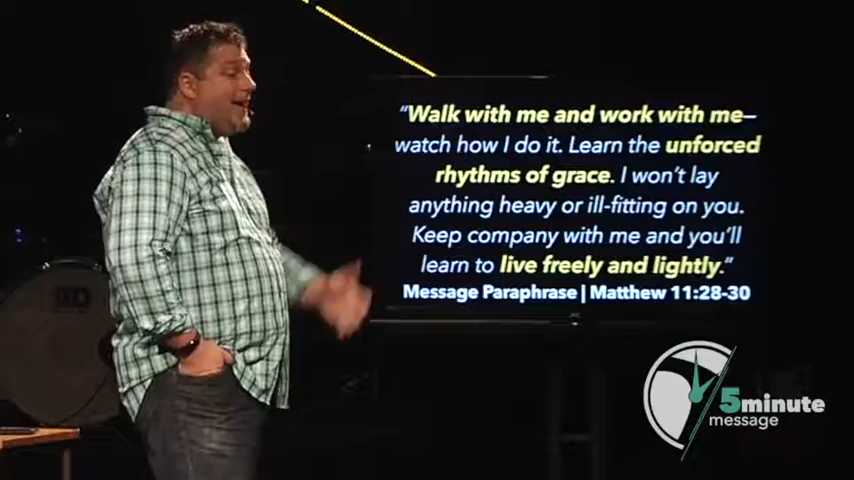 “Walk with me and work with me–
watch how I do it. Learn the unforced
rhythms of grace. I won’t lay
anything heavy or ill-fitting on you.
Keep company with me and you’ll
learn to live freely and lightly.”
Message Paraphrase | Matthew 11:28-30
5minute
message